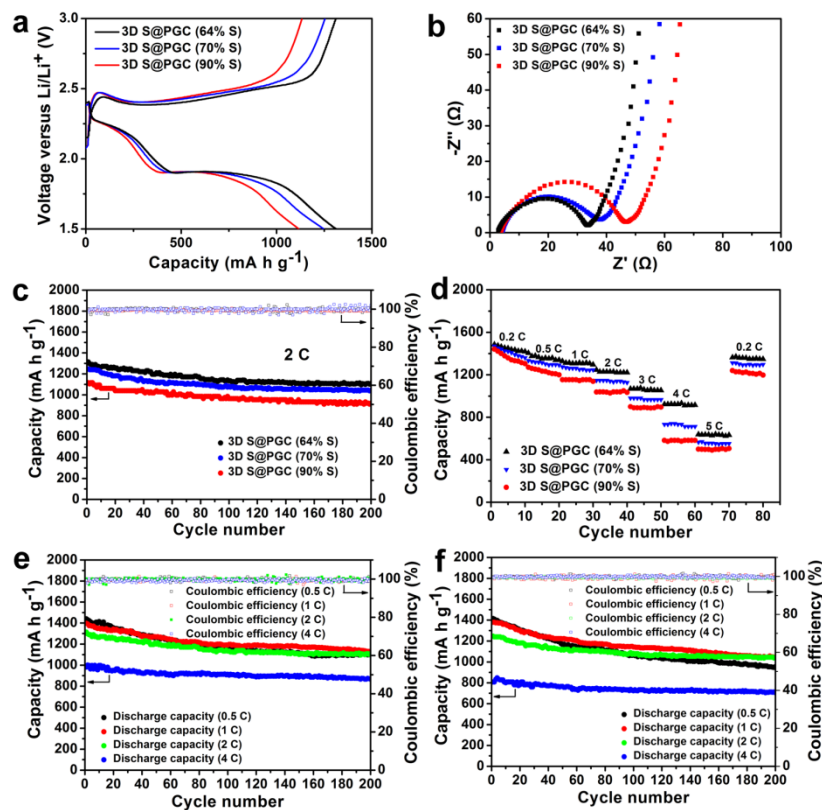 a
3D S@PGC (64% S)
3D S@PGC (70% S)
3D S@PGC (90% S)
Voltage versus Li/Li+ (V)
3.0
2.5
2.0
1.5
0
500
1000
1500
Capacity (mA h g-1)
b
3D S@PGC (64% S)
3D S@PGC (70% S)
3D S@PGC (90% S)
-Z'' (Ω)
60
50
40
30
20
10
0
0
20
40
60
80
100
Z' (Ω)
c
Capacity (mA h g-1)
2000
1800
1600
1400
1200
1000
800
600
400
200
0
2 C
3D S@PGC (64% S)
3D S@PGC (70% S)
3D S@PGC (90% S)
100
80
60
40
20
0
Coulombic efficiency (%)
0 20 40 60 80 100 120 140 160 180 200
Cycle number
d
Capacity (mA h g-1)
2000
1600
1200
800
400
0
0.2 C
0.5 C
1 C
2 C
3 C
4 C
5 C
0.2 C
3D S@PGC (64% S)
3D S@PGC (70% S)
3D S@PGC (90% S)
0 10 20 30 40 50 60 70 80
Cycle number
e
Capacity (mA h g-1)
2000
1800
1600
1400
1200
1000
800
600
400
200
0
Coulombic efficiency (0.5 C)
Coulombic efficiency (1 C)
Coulombic efficiency (2 C)
Coulombic efficiency (4 C)
Discharge capacity (0.5 C)
Discharge capacity (1 C)
Discharge capacity (2 C)
Discharge capacity (4 C)
100
80
60
40
20
0
Coulombic efficiency (%)
0 20 40 60 80 100 120 140 160 180 200
Cycle number
f
Capacity (mA h g-1)
2000
1800
1600
1400
1200
1000
800
600
400
200
0
Coulombic efficiency (0.5 C)
Coulombic efficiency (1 C)
Coulombic efficiency (2 C)
Coulombic efficiency (4 C)
Discharge capacity (0.5 C)
Discharge capacity (1 C)
Discharge capacity (2 C)
Discharge capacity (4 C)
100
80
60
40
20
0
Coulombic efficiency (%)
0 20 40 60 80 100 120 140 160 180 200
Cycle number